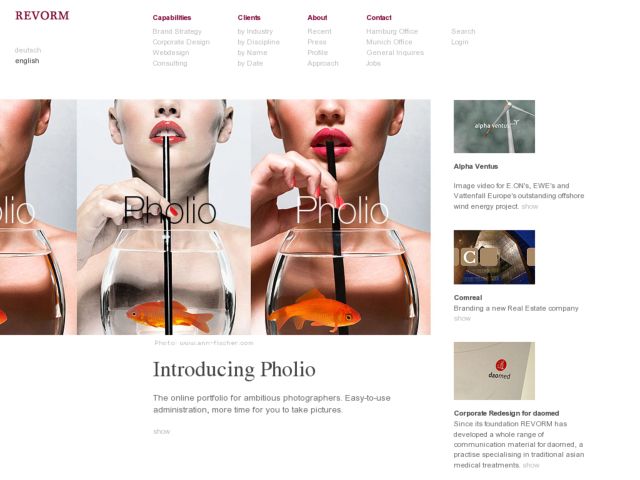 REVORM
deutsch
english
Capabilities
Brand Strategy
Corporate Design
Webdesign
Consulting
Clients
by Industry
by Discipline
by Name
by Date
About
Recent
Press
Profile
Approach
Contact
Hamburg Office
Munich Office
General Inquires
Jobs
Search
Login
olio
Pholio
Pholio
Photo: www.ann-fischer.com
Introducing Pholio
The online portfolio for ambitious photographers. Easy-to-use
administration, more time for you to take pictures.
show
alpha ventus
Alpha Ventus
Image video for E.ON's, EWE's and
Vattenfall Europe's outstanding offshore
wind energy project. show
C
Comreal
Branding a new Real Estate company
show
daomed
Corporate Redesign for daomed
Since its foundation REVORM has
developed a whole range of
communication material for daomed, a
practise specialising in traditional asian
medical treatments. show